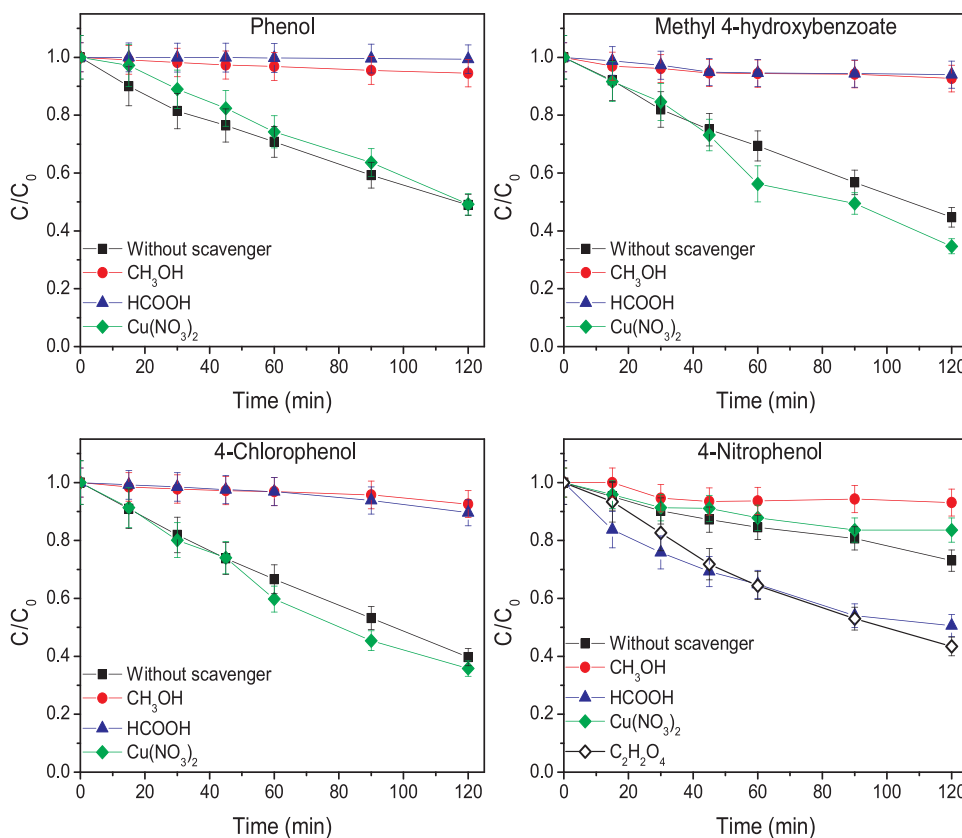 Phenol
1.0
0.8
0.6
0.4
0.2
0.0
C/C0
Without scavenger
CH3OH
HCOOH
Cu(NO3)2
0 20 40 60 80 100 120
Time (min)
Methyl 4-hydroxybenzoate
1.0
0.8
0.6
0.4
0.2
0.0
C/C0
Without scavenger
CH3OH
HCOOH
Cu(NO3)2
0 20 40 60 80 100 120
Time (min)
4-Chlorophenol
1.0
0.8
0.6
0.4
0.2
0.0
C/C0
Without scavenger
CH3OH
HCOOH
Cu(NO3)2
0 20 40 60 80 100 120
Time (min)
4-Nitrophenol
1.0
0.8
0.6
0.4
0.2
0.0
C/C0
Without scavenger
CH3OH
HCOOH
Cu(NO3)2
C2H2O4
0 20 40 60 80 100 120
Time (min)